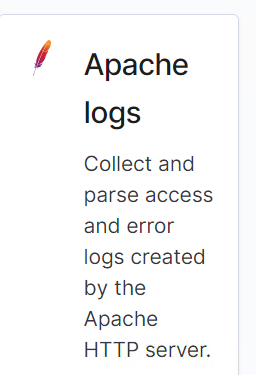 Apache
logs
Collect and
parse access
and error
logs created
by the
Apache
HTTP server.